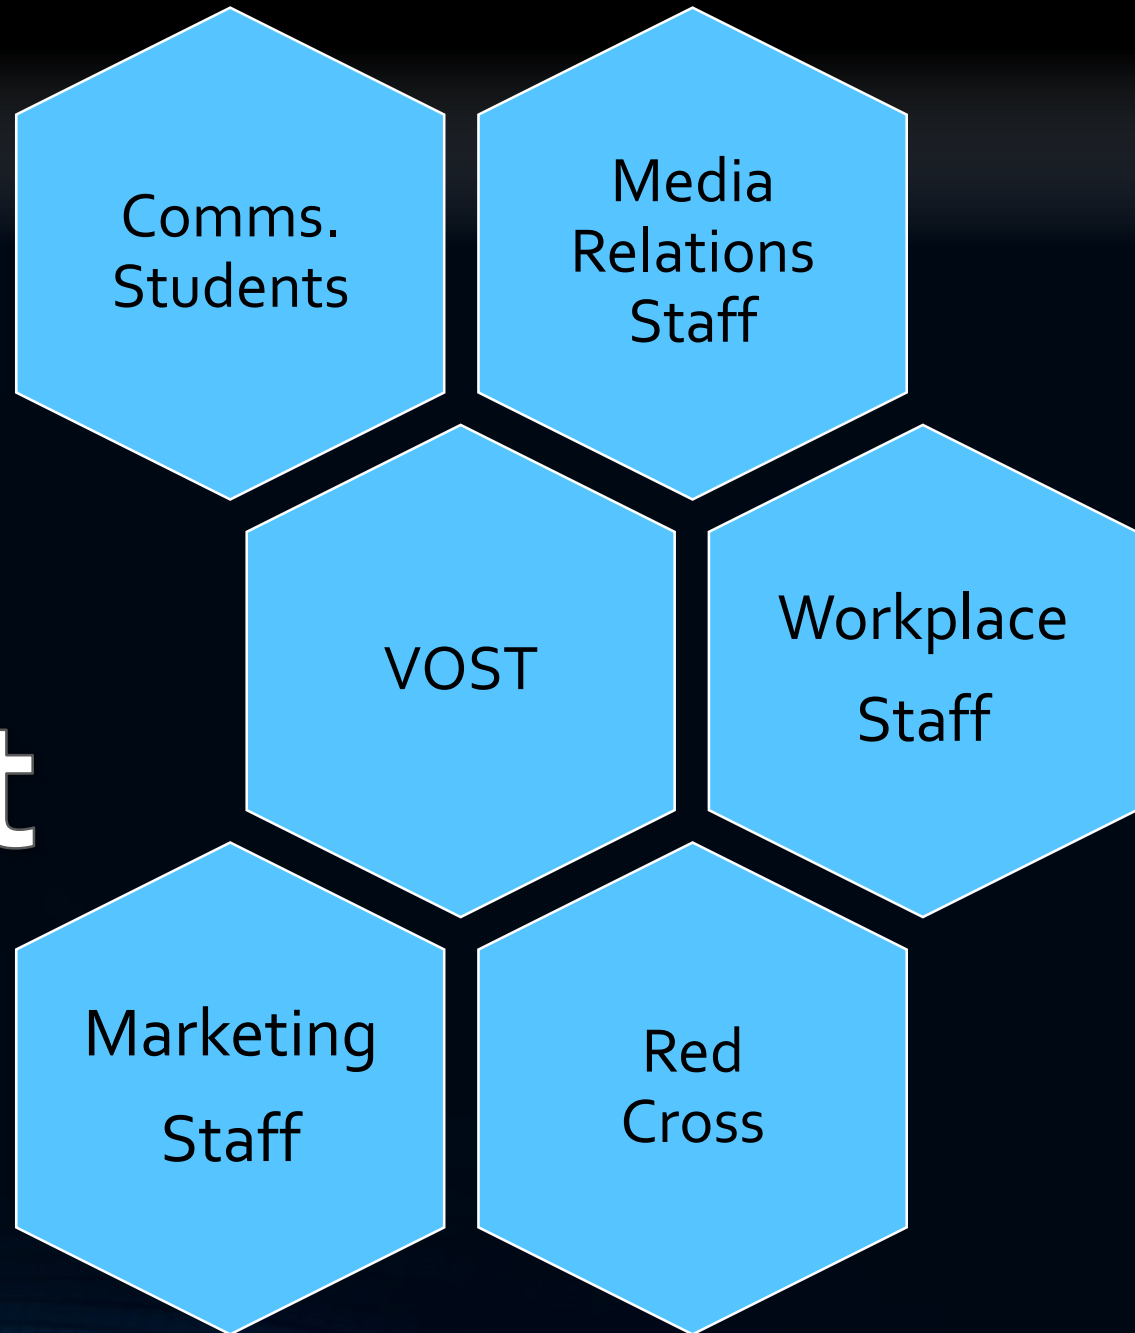 Comms.
Students
Media
Relations
Staff
VOST
Workplace
Staff
t
Marketing
Staff
Red
Cross